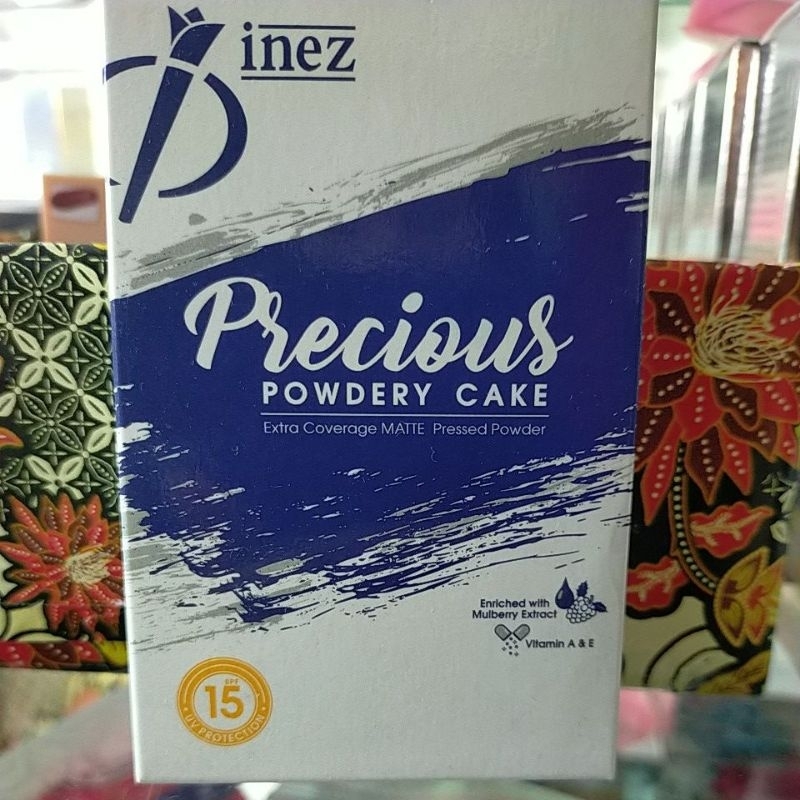 inez
Precious
POWDERY CAKE
Extra Coverage MATTE Pressed Powder
Enriched with
Mulberry Extract
Vitamin A & E
SPF
15
UV PROTECTION